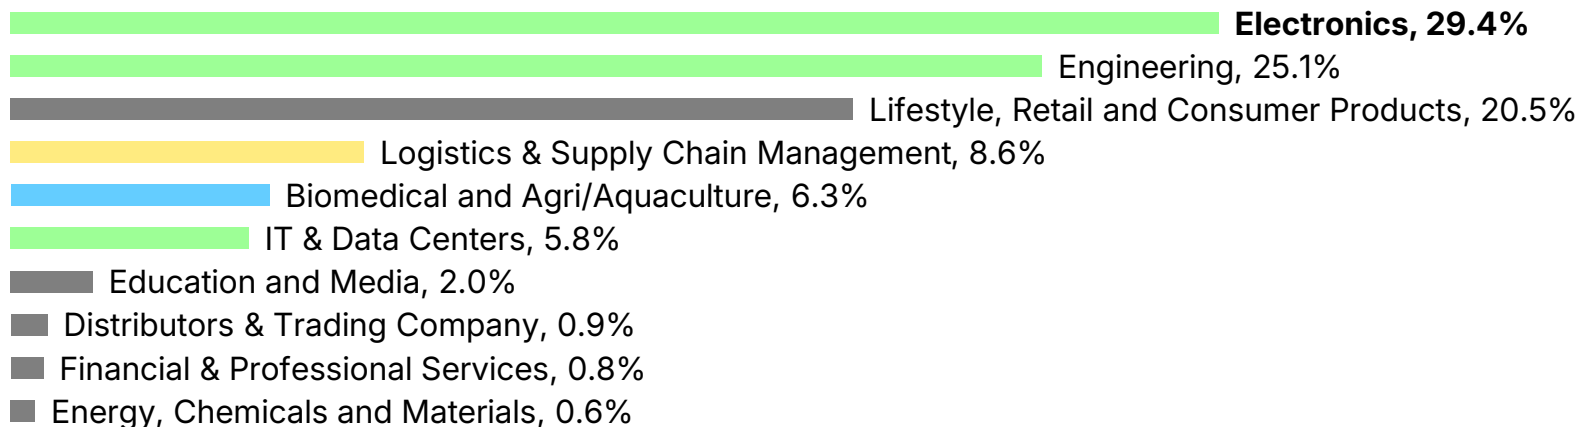 Electronics, 29.4%
Engineering, 25.1%
Lifestyle, Retail and Consumer Products, 20.5%
Logistics & Supply Chain Management, 8.6%
Biomedical and Agri/Aquaculture, 6.3%
IT & Data Centers, 5.8%
Education and Media, 2.0%
Distributors & Trading Company, 0.9%
Financial & Professional Services, 0.8%
Energy, Chemicals and Materials, 0.6%